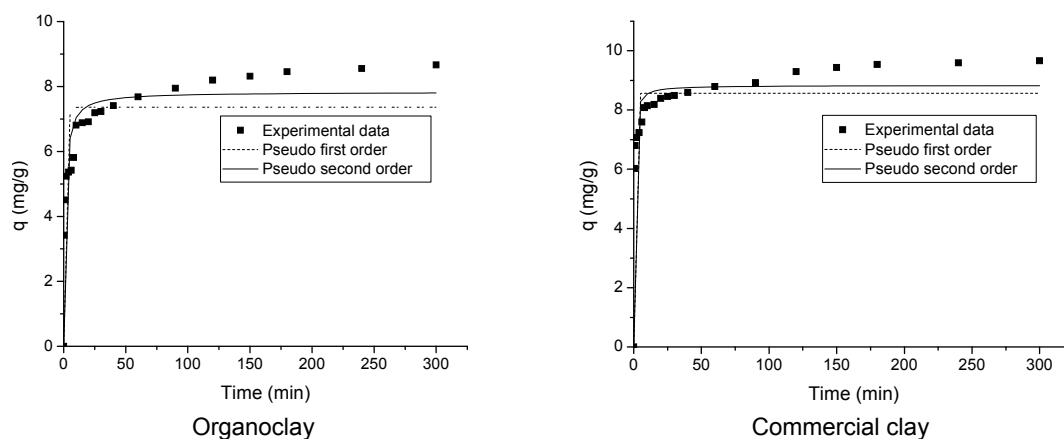 10
8
6
4
2
0
q (mg/g)
Experimental data
Pseudo first order
Pseudo second order
0 50 100 150 200 250 300
Time (min)
Organoclay
10
8
6
4
2
0
q (mg/g)
Experimental data
Pseudo first order
Pseudo second order
0 50 100 150 200 250 300
Time (min)
Commercial clay